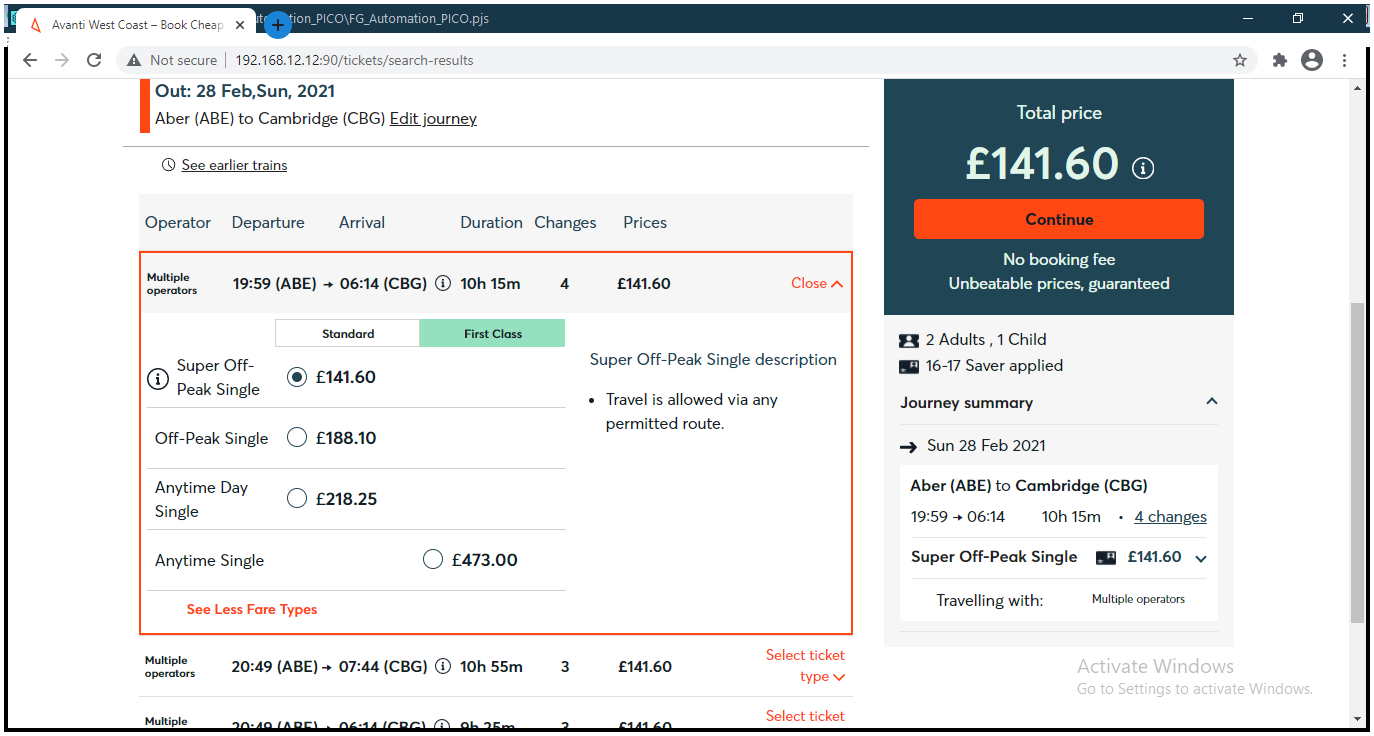 Avanti West Coast – Book Cheap
utomation_PICO\FG_Automation_PICO.pjs
Not secure
192.168.12.12:90/tickets/search-results
Out: 28 Feb,Sun, 2021
Aber (ABE) to Cambridge (CBG) Edit journey
See earlier trains
Operator Departure Arrival Duration Changes Prices
Multiple
operators
19:59 (ABE) → 06:14 (CBG) 10h 15m 4 £141.60 Close
Standard First Class
Super Off-
Peak Single
£141.60
Off-Peak Single £188.10
Anytime Day
Single
£218.25
Anytime Single £473.00
See Less Fare Types
Super Off-Peak Single description
• Travel is allowed via any
permitted route.
Multiple
operators
20:49 (ABE) → 07:44 (CBG) 10h 55m 3 £141.60
Select ticket
type
Multiple
20:49 (ABE) → 06:14 (CBG) 9h 25m 3 £141.60
Select ticket
Total price
£141.60
Continue
No booking fee
Unbeatable prices, guaranteed
2 Adults , 1 Child
16-17 Saver applied
Journey summary
→ Sun 28 Feb 2021
Aber (ABE) to Cambridge (CBG)
19:59 → 06:14 10h 15m • 4 changes
Super Off-Peak Single £141.60
Travelling with: Multiple operators
Activate Windows
Go to Settings to activate Windows.